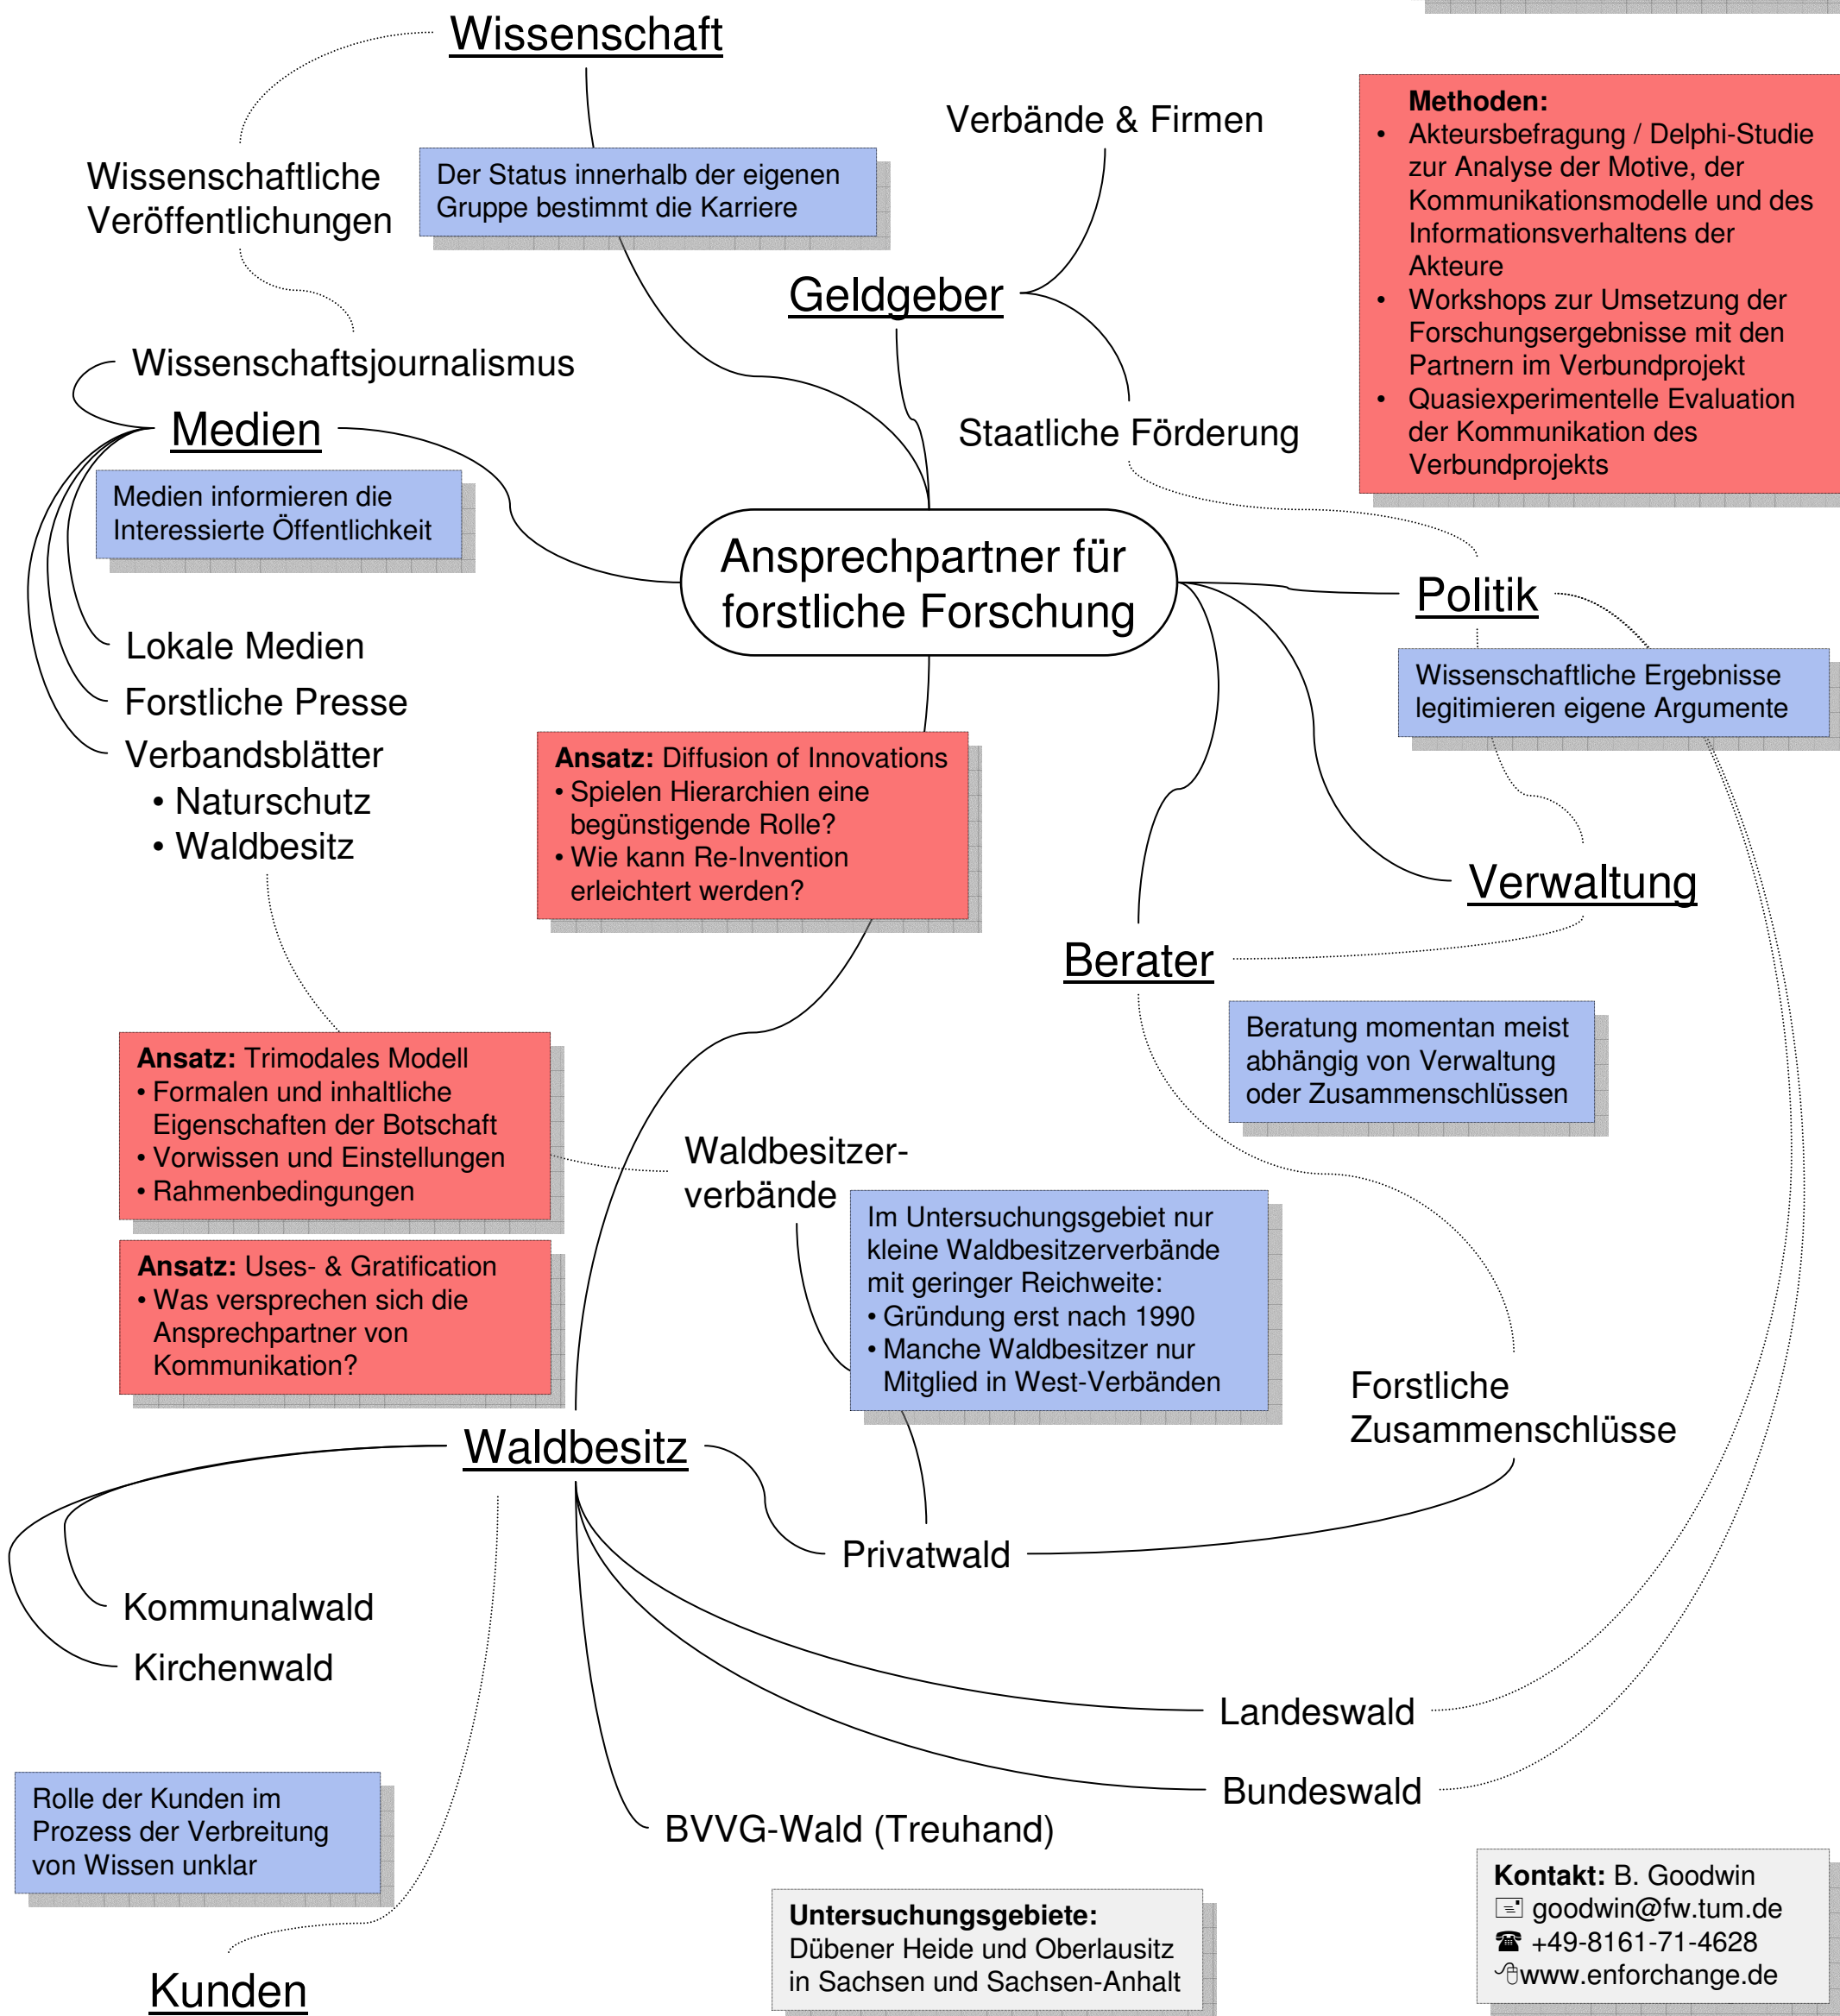 Wissenschaft
Verbände & Firmen
Methoden:
• Akteursbefragung / Delphi-Studie
zur Analyse der Motive, der
Kommunikationsmodelle und des
Informationsverhaltens der
Akteure
• Workshops zur Umsetzung der
Forschungsergebnisse mit den
Partnern im Verbundprojekt
• Quasiexperimentelle Evaluation
der Kommunikation des
Verbundprojekts
Wissenschaftliche
Veröffentlichungen
Der Status innerhalb der eigenen
Gruppe bestimmt die Karriere
Geldgeber
Wissenschaftsjournalismus
Medien
Staatliche Förderung
Medien informieren die
Interessierte Öffentlichkeit
Ansprechpartner für
forstliche Forschung
Politik
Lokale Medien
Forstliche Presse
Verbandsblätter
• Naturschutz
• Waldbesitz
Wissenschaftliche Ergebnisse
legitimieren eigene Argumente
Ansatz: Diffusion of Innovations
• Spielen Hierarchien eine
begünstigende Rolle?
• Wie kann Re-Invention
erleichtert werden?
Verwaltung
Berater
Beratung momentan meist
abhängig von Verwaltung
oder Zusammenschlüssen
Ansatz: Trimodales Modell
• Formalen und inhaltliche
Eigenschaften der Botschaft
• Vorwissen und Einstellungen
• Rahmenbedingungen
Waldbesitzer-
verbände
Im Untersuchungsgebiet nur
kleine Waldbesitzerverbände
mit geringer Reichweite:
• Gründung erst nach 1990
• Manche Waldbesitzer nur
Mitglied in West-Verbänden
Ansatz: Uses- & Gratification
• Was versprechen sich die
Ansprechpartner von
Kommunikation?
Forstliche
Zusammenschlüsse
Waldbesitz
Privatwald
Kommunalwald
Kirchenwald
Landeswald
Bundeswald
BVVG-Wald (Treuhand)
Rolle der Kunden im
Prozess der Verbreitung
von Wissen unklar
Kunden
Untersuchungsgebiete:
Dübener Heide und Oberlausitz
in Sachsen und Sachsen-Anhalt
Kontakt: B. Goodwin
goodwin@fw.tum.de
+49-8161-71-4628
www.enforchange.de